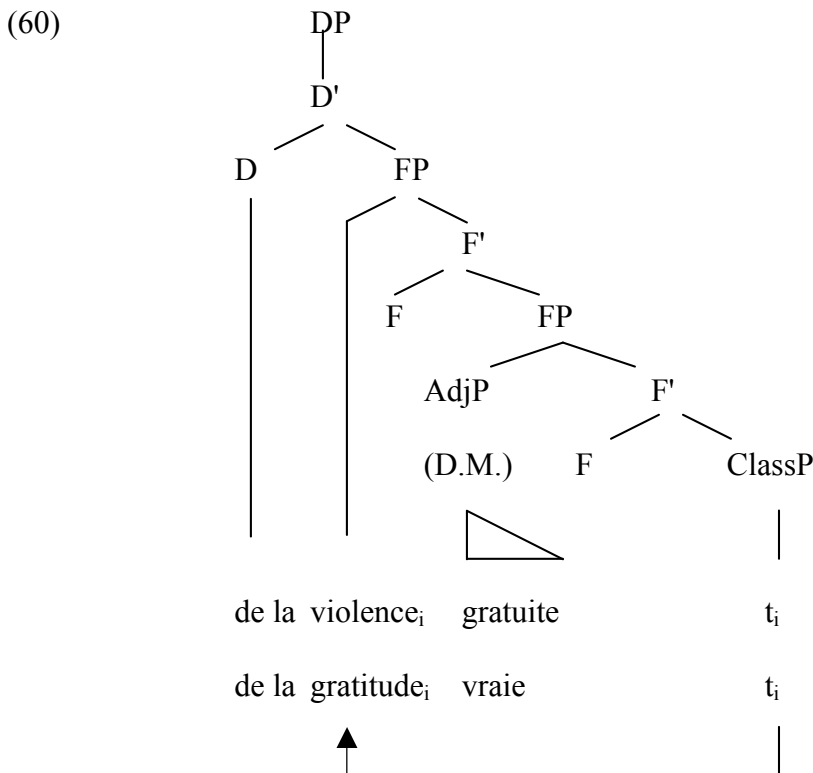 (60) DP
D'
D FP
F'
F FP
AdjP F'
(D.M.) F ClassP
de la violencei gratuite ti
de la gratitudei vraie ti